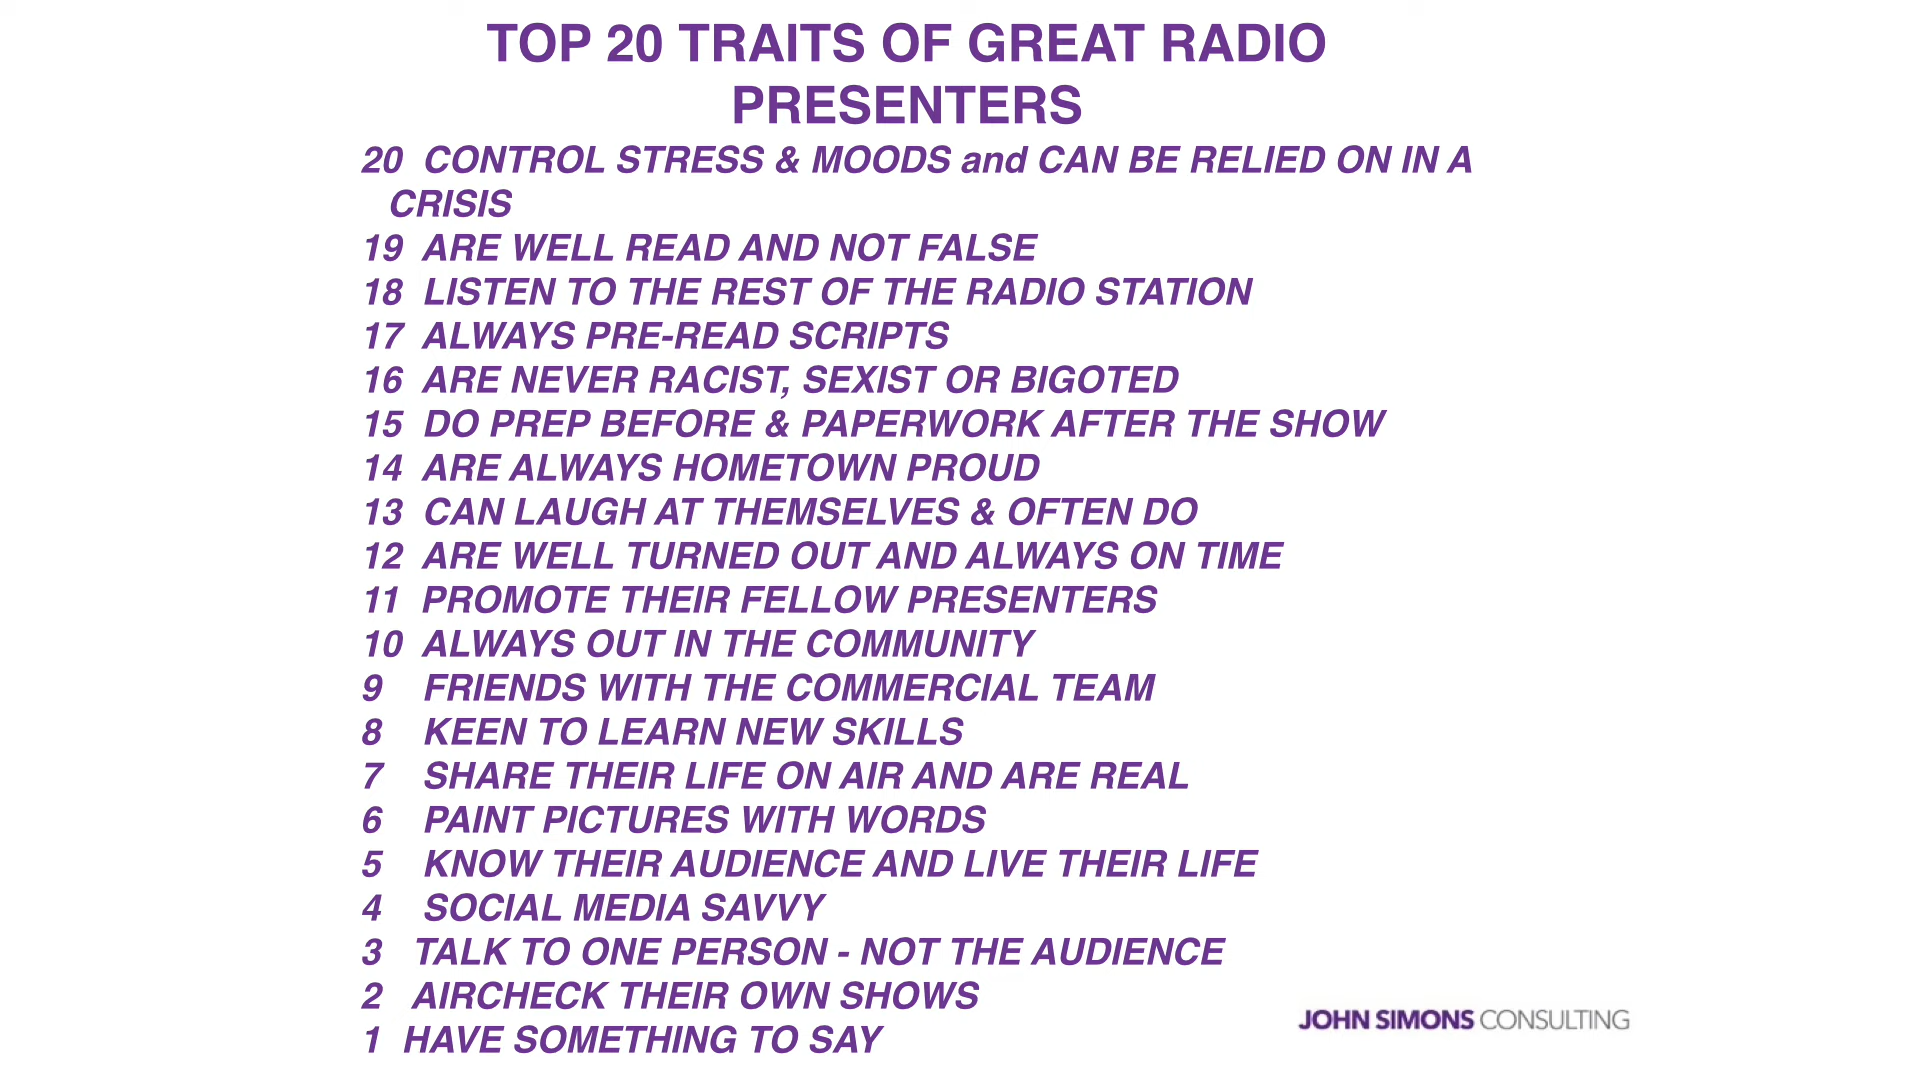 TOP 20 TRAITS OF GREAT RADIO
PRESENTERS
20 CONTROL STRESS & MOODS and CAN BE RELIED ON IN A
CRISIS
19 ARE WELL READ AND NOT FALSE
18 LISTEN TO THE REST OF THE RADIO STATION
17 ALWAYS PRE-READ SCRIPTS
16 ARE NEVER RACIST, SEXIST OR BIGOTED
15 DO PREP BEFORE & PAPERWORK AFTER THE SHOW
14 ARE ALWAYS HOMETOWN PROUD
13 CAN LAUGH AT THEMSELVES & OFTEN DO
12 ARE WELL TURNED OUT AND ALWAYS ON TIME
11 PROMOTE THEIR FELLOW PRESENTERS
10 ALWAYS OUT IN THE COMMUNITY
9 FRIENDS WITH THE COMMERCIAL TEAM
8 KEEN TO LEARN NEW SKILLS
7 SHARE THEIR LIFE ON AIR AND ARE REAL
6 PAINT PICTURES WITH WORDS
5 KNOW THEIR AUDIENCE AND LIVE THEIR LIFE
4 SOCIAL MEDIA SAVVY
3 TALK TO ONE PERSON - NOT THE AUDIENCE
2 AIRCHECK THEIR OWN SHOWS
1 HAVE SOMETHING TO SAY
JOHN SIMONS CONSULTING